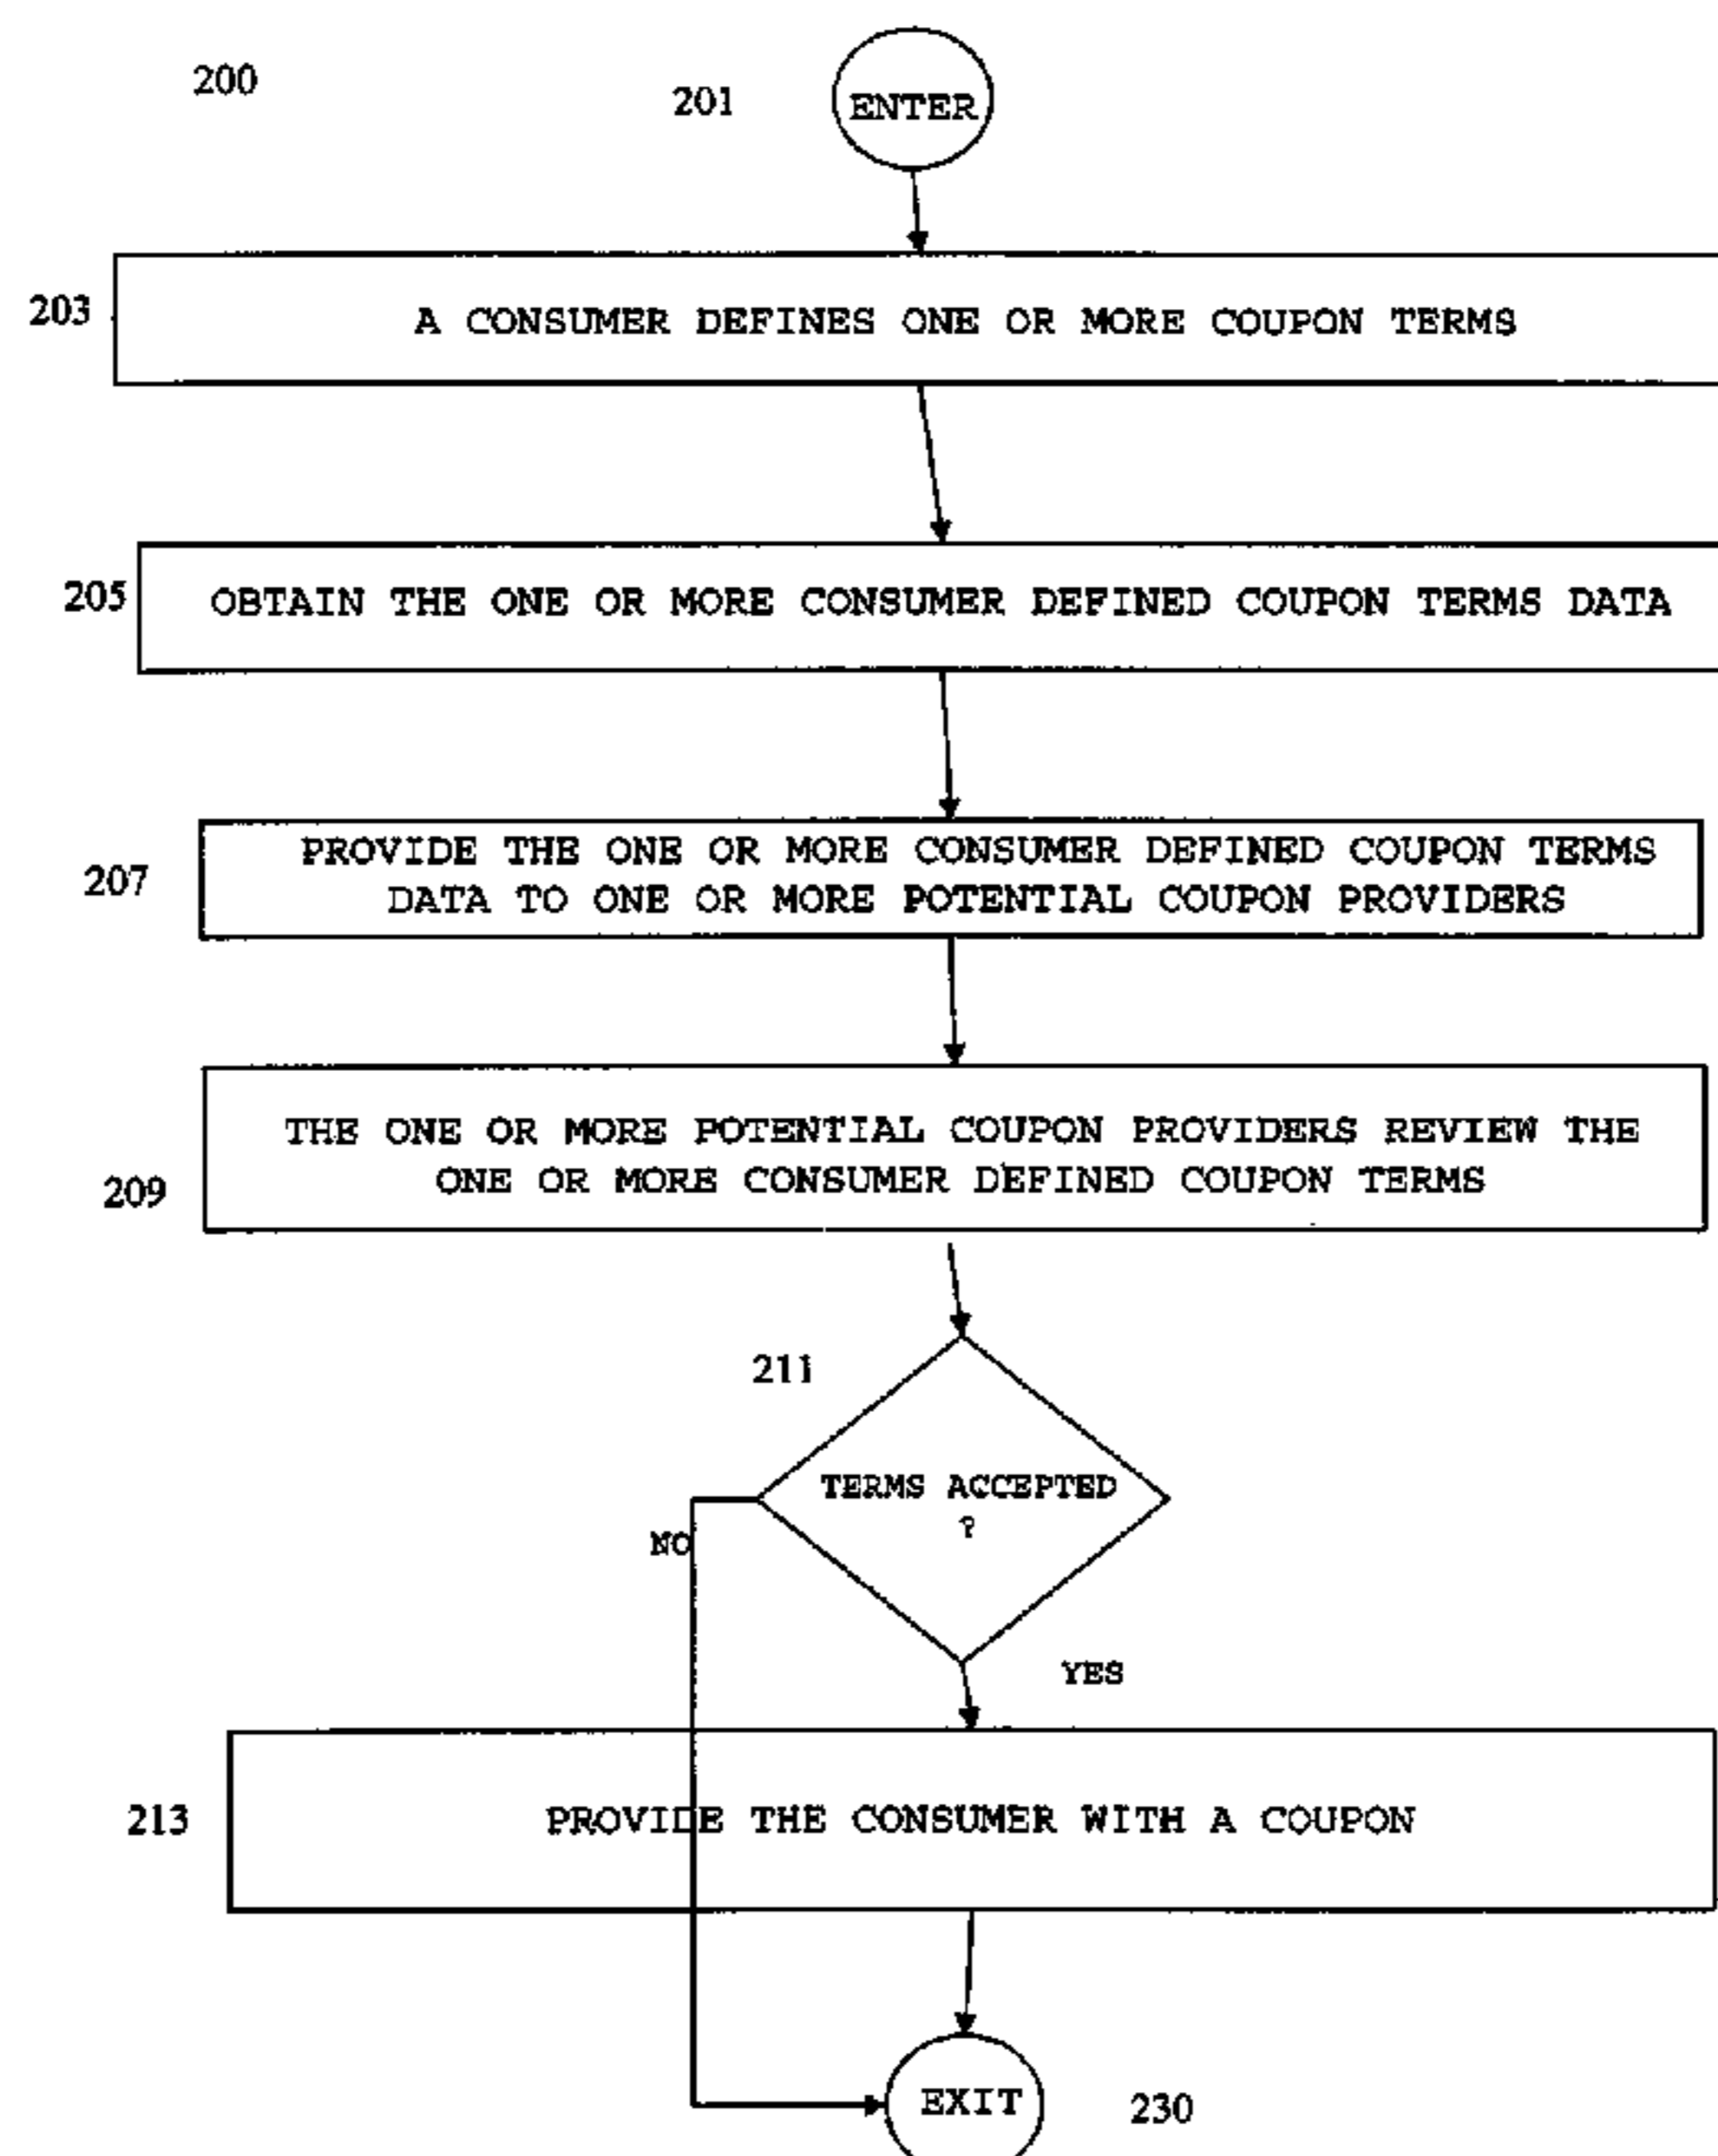 200
201
ENTER
203
A CONSUMER DEFINES ONE OR MORE COUPON TERMS
205
OBTAIN THE ONE OR MORE CONSUMER DEFINED COUPON TERMS DATA
207
PROVIDE THE ONE OR MORE CONSUMER DEFINED COUPON TERMS
DATA TO ONE OR MORE POTENTIAL COUPON PROVIDERS
209
THE ONE OR MORE POTENTIAL COUPON PROVIDERS REVIEW THE
ONE OR MORE CONSUMER DEFINED COUPON TERMS
211
TERMS ACCEPTED
?
NO
YES
213
PROVIDE THE CONSUMER WITH A COUPON
EXIT
230